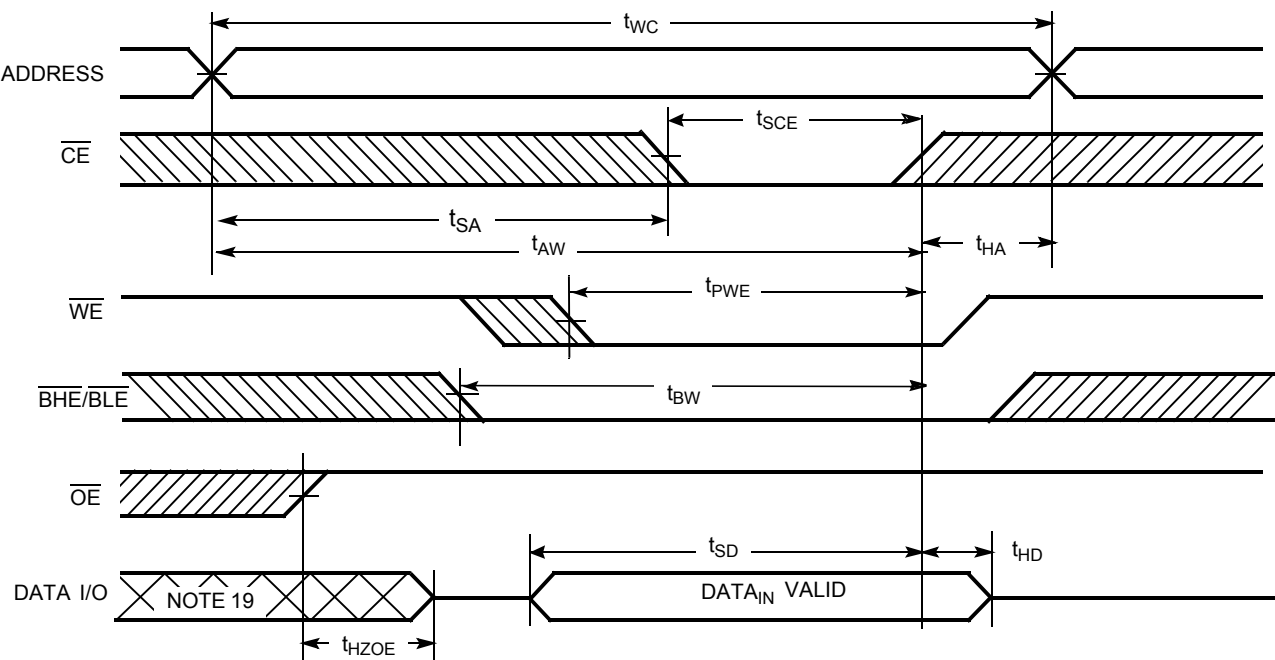 tWC
ADDRESS
tSCE
CE
tSA
tAW
tHA
tPWE
WE
tBW
BHE/BLE
OE
tSD
tHD
DATA I/O
NOTE 19
DATAIN VALID
tHZOE